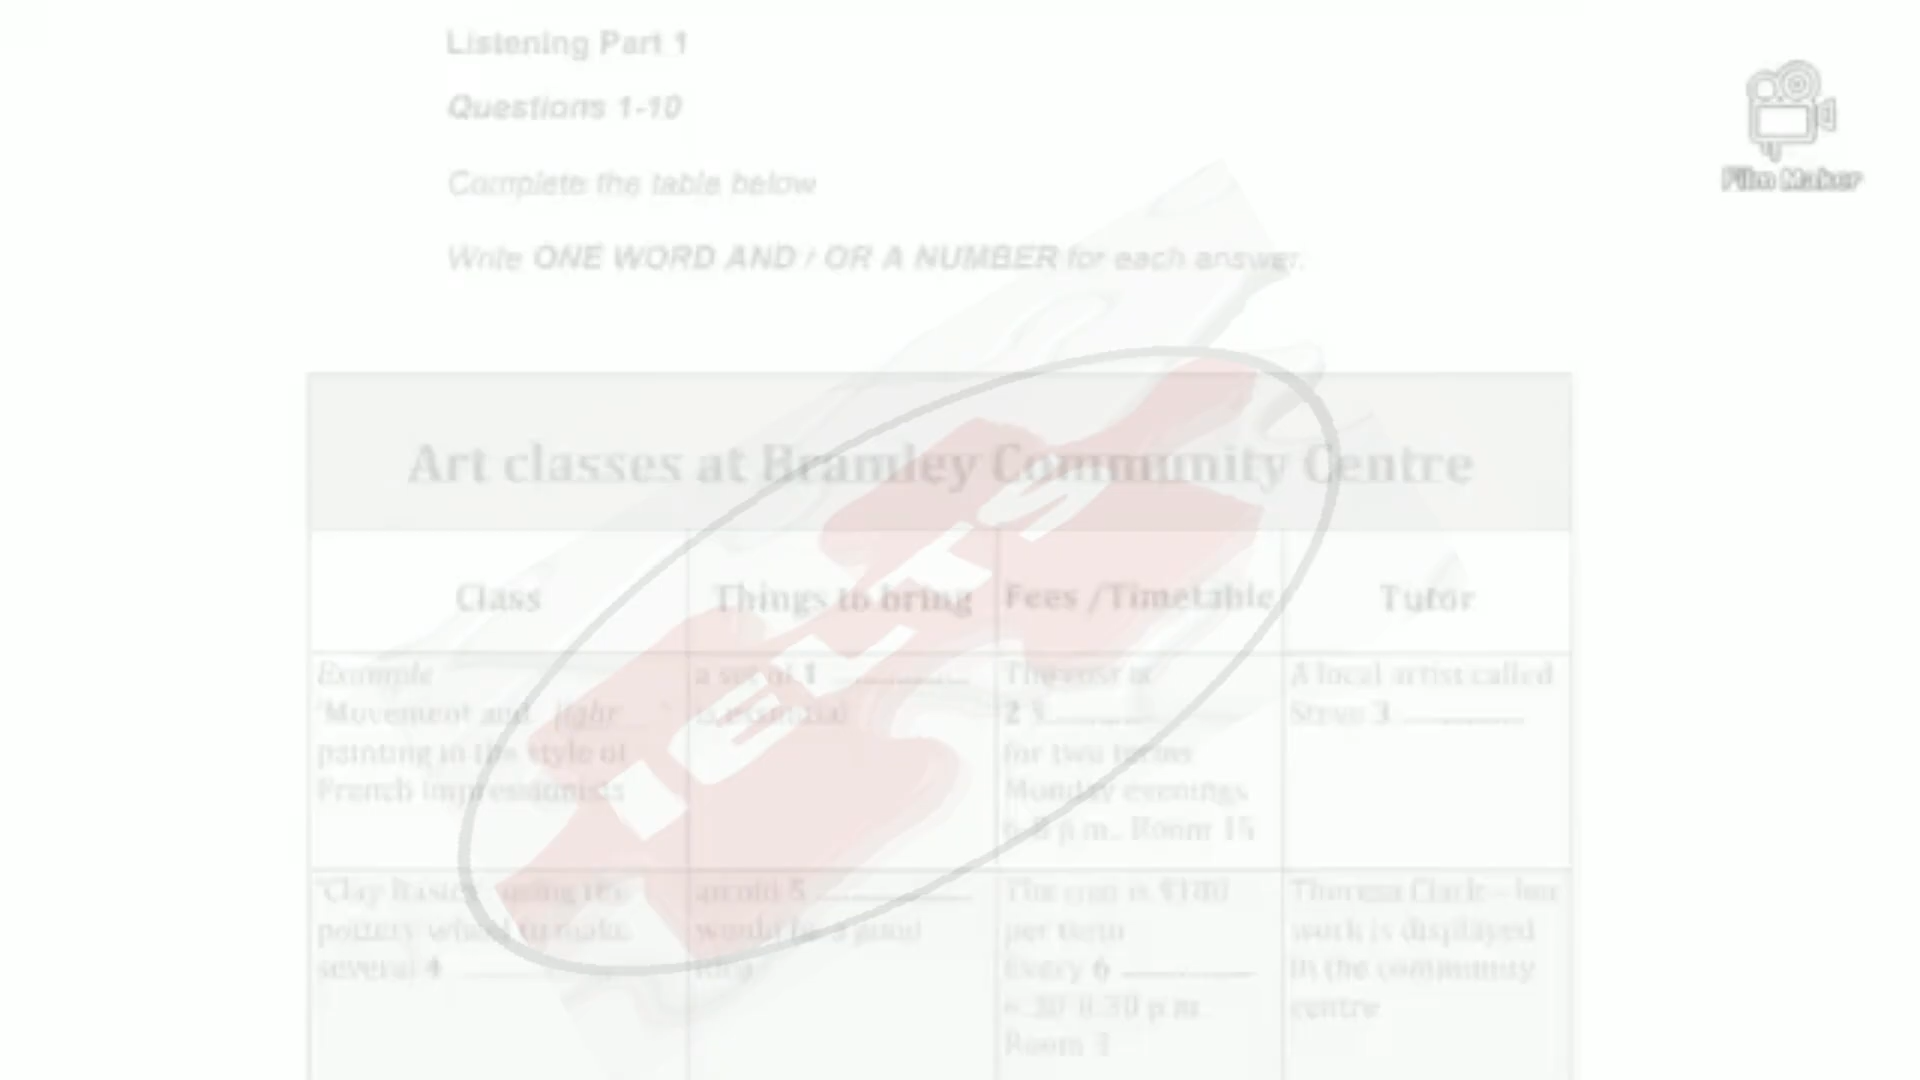 Listening Part 1
Film Maker
Questions 1-10
Complete the table below
Write ONE WORD AND / OR A NUMBER for each answer.
Art classes at Bramley Community Centre
IELTS
Class
Things to bring
Fees /Timetable
Tutor
Example
'Movement and light '
painting in the style of
French Impressionists
a set of 1
is essential
The cost is
2 $
for two terms
Monday evenings
6-8 p.m., Room 15
A local artist called
Steve 3
'Clay Basics' using the
pottery wheel to make
several 4
an old 5
would be a good
idea
The cost is $180
per term
Every 6
p.m.
Room 3
Theresa Clark – her
work is displayed
in the community
centre